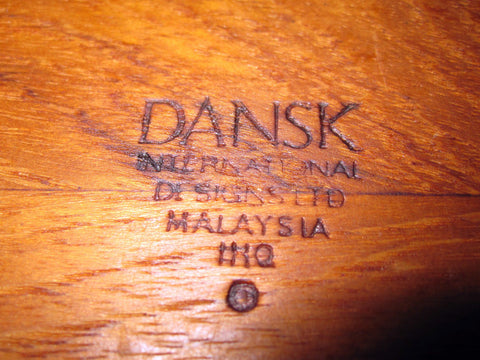 DANSK
INTERNATIONAL
DESIGNS LTD
MALAYSIA
IHQ